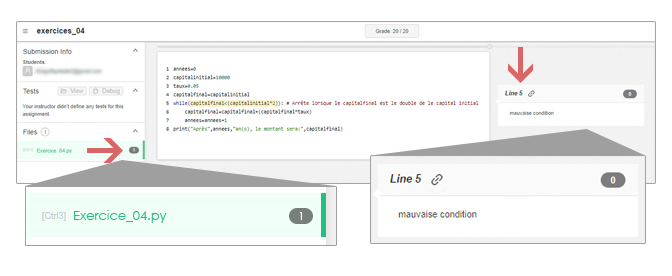 ≡ exercices_04
Grade: 20 / 20
Submission Info
Students:
Tests
View
Debug
Your instructor didn't define any tests for this
assignment
Files 1
Exercice_04.py 1
1 annees=0
2 capitalinitial=10000
3 taux=0.05
4 capitalfinal=capitalinitial
5 while(capitalfinal<(capitalinitial*2)): # Arrête lorsque le capitalfinal est le double de le capital initial
6 capitalfinal=capitalfinal+(capitalfinal*taux)
7 annees=annees+1
8 print("Après",annees,"an(s), le montant sera:",capitalfinal)
Line 5 0
mauvaise condition
[Ctrl3] Exercice_04.py 1
Line 5 0
mauvaise condition